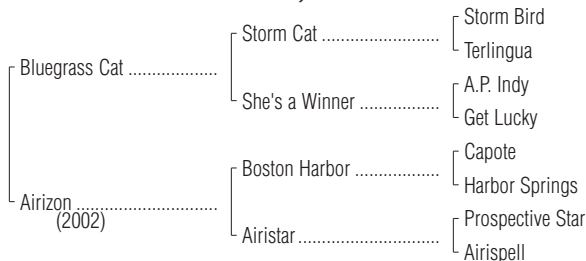 Storm Bird
Storm Cat ......................
Terlingua
Bluegrass Cat .................
A.P. Indy
She's a Winner ...............
Get Lucky
Capote
Boston Harbor ................
Harbor Springs
Airizon ...........................
(2002)
Prospective Star
Airistar ...........................
Airispell